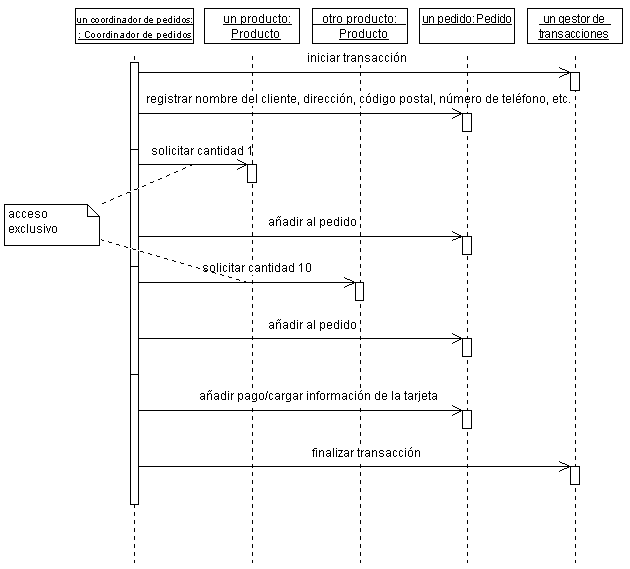 un coordinador de pedidos:
: Coordinador de pedidos
un producto:
Producto
otro producto:
Producto
un pedido: Pedido
un gestor de
transacciones
iniciar transacción
registrar nombre del cliente, dirección, código postal, número de teléfono, etc.
solicitar cantidad 1
acceso
exclusivo
añadir al pedido
solicitar cantidad 10
añadir al pedido
añadir pago/cargar información de la tarjeta
finalizar transacción